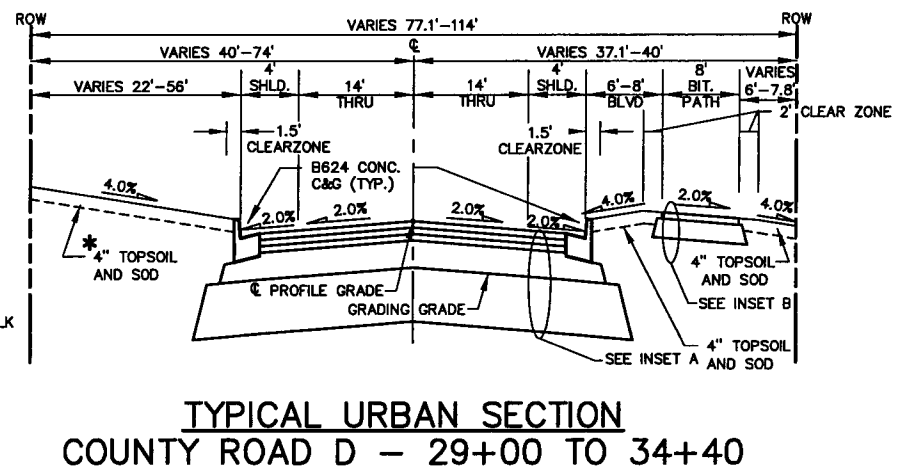 ROW
ROW
VARIES 77.1'-114'
℄
VARIES 40'-74'
VARIES 37.1'-40'
VARIES 22'-56'
4'
SHLD.
14'
THRU
14'
THRU
4'
SHLD.
6'-8'
BLVD
8'
BIT.
PATH
VARIES
6'-7.8'
2' CLEAR ZONE
1.5'
CLEARZONE
1.5'
CLEARZONE
B624 CONC.
C&G (TYP.)
4.0%
2.0%
2.0%
2.0%
2.0%
4.0%
2.0%
4.0%
*
4" TOPSOIL
AND SOD
℄ PROFILE GRADE
GRADING GRADE
4" TOPSOIL
AND SOD
SEE INSET B
LK
4" TOPSOIL
AND SOD
SEE INSET A
TYPICAL URBAN SECTION
COUNTY ROAD D - 29+00 TO 34+40